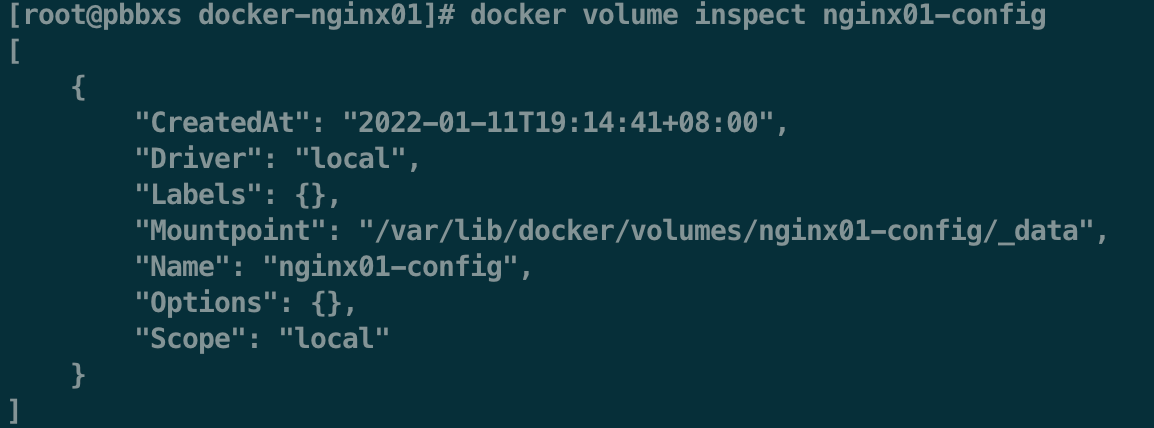 [root@pbbxs docker-nginx01]# docker volume inspect nginx01-config
[
    {
        "CreatedAt": "2022-01-11T19:14:41+08:00",
        "Driver": "local",
        "Labels": {},
        "Mountpoint": "/var/lib/docker/volumes/nginx01-config/_data",
        "Name": "nginx01-config",
        "Options": {},
        "Scope": "local"
    }
]